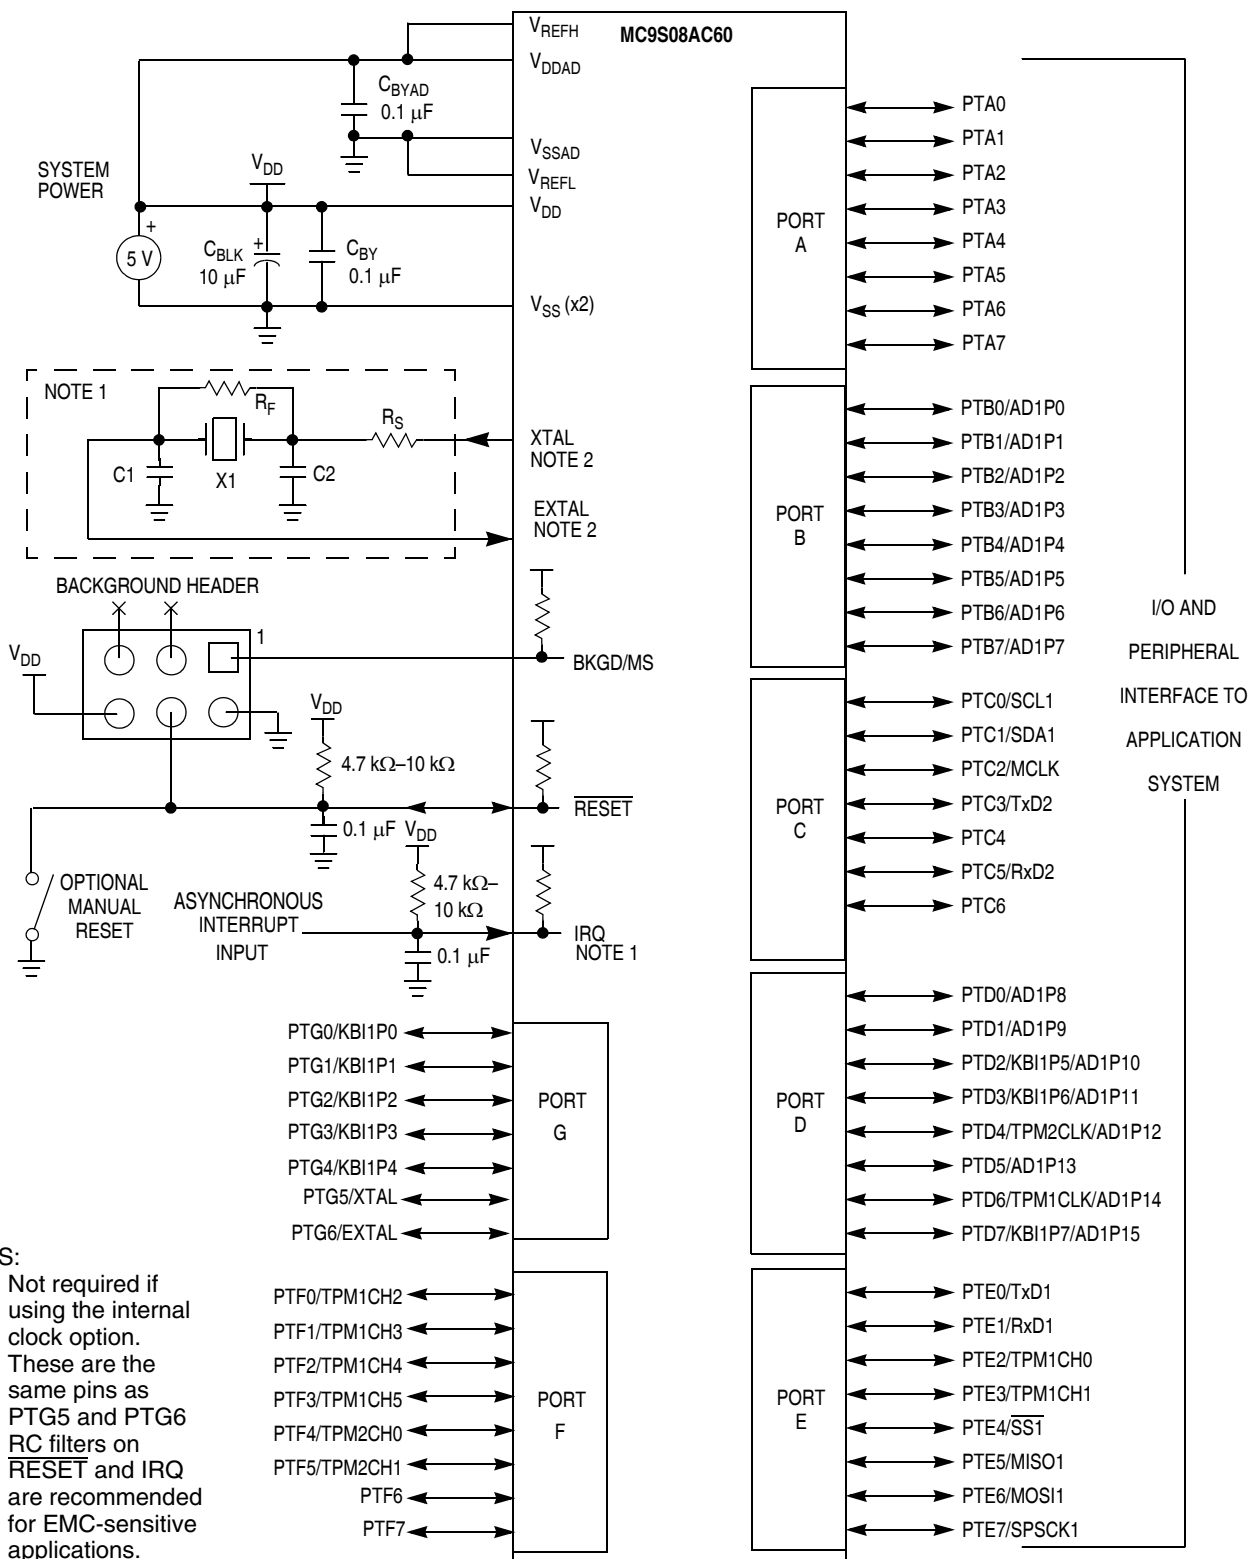 MC9S08AC60
VREFH
VDDAD
CBYAD
0.1 μF
VSSAD
VREFL
SYSTEM
POWER
VDD
VDD
+
5 V
CBLK
+
10 μF
CBY
0.1 μF
VSS (x2)
NOTE 1
RF
RS
C1
X1
C2
XTAL
NOTE 2
EXTAL
NOTE 2
BACKGROUND HEADER
1
VDD
BKGD/MS
VDD
4.7 kΩ–10 kΩ
RESET
0.1 μF
VDD
OPTIONAL
MANUAL
RESET
ASYNCHRONOUS
INTERRUPT
INPUT
4.7 kΩ–
10 kΩ
0.1 μF
IRQ
NOTE 1
PTG0/KBI1P0
PTG1/KBI1P1
PTG2/KBI1P2
PTG3/KBI1P3
PTG4/KBI1P4
PTG5/XTAL
PTG6/EXTAL
PORT
G
PTF0/TPM1CH2
PTF1/TPM1CH3
PTF2/TPM1CH4
PTF3/TPM1CH5
PTF4/TPM2CH0
PTF5/TPM2CH1
PTF6
PTF7
PORT
F
S:
Not required if
using the internal
clock option.
These are the
same pins as
PTG5 and PTG6
RC filters on
RESET and IRQ
are recommended
for EMC-sensitive
applications.
PORT
A
PTA0
PTA1
PTA2
PTA3
PTA4
PTA5
PTA6
PTA7
PORT
B
PTB0/AD1P0
PTB1/AD1P1
PTB2/AD1P2
PTB3/AD1P3
PTB4/AD1P4
PTB5/AD1P5
PTB6/AD1P6
PTB7/AD1P7
PORT
C
PTC0/SCL1
PTC1/SDA1
PTC2/MCLK
PTC3/TxD2
PTC4
PTC5/RxD2
PTC6
PORT
D
PTD0/AD1P8
PTD1/AD1P9
PTD2/KBI1P5/AD1P10
PTD3/KBI1P6/AD1P11
PTD4/TPM2CLK/AD1P12
PTD5/AD1P13
PTD6/TPM1CLK/AD1P14
PTD7/KBI1P7/AD1P15
PORT
E
PTE0/TxD1
PTE1/RxD1
PTE2/TPM1CH0
PTE3/TPM1CH1
PTE4/SS1
PTE5/MISO1
PTE6/MOSI1
PTE7/SPSCK1
I/O AND
PERIPHERAL
INTERFACE TO
APPLICATION
SYSTEM